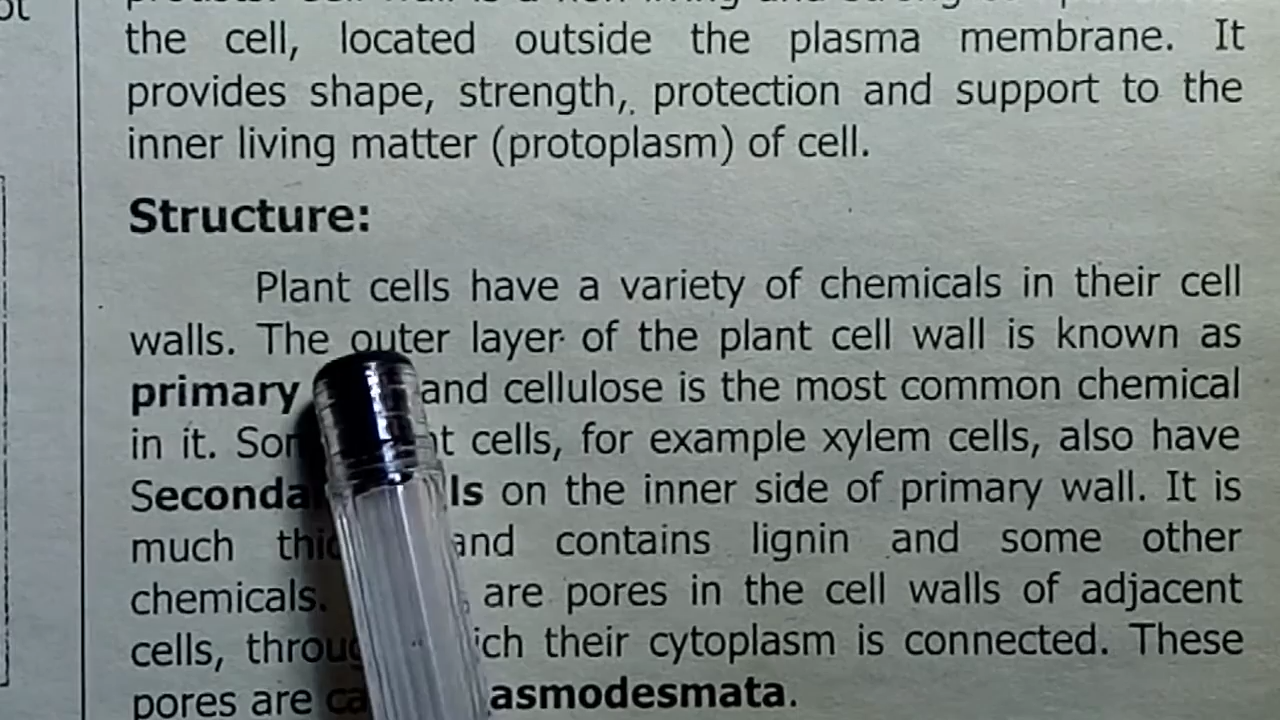 the cell, located outside the plasma membrane. It
provides shape, strength, protection and support to the
inner living matter (protoplasm) of cell.
Structure:
Plant cells have a variety of chemicals in their cell
walls. The outer layer of the plant cell wall is known as
primary and cellulose is the most common chemical
in it. cells, for example xylem cells, also have
on the inner side of primary wall. It is
much and contains lignin and some other
chemicals. are pores in the cell walls of adjacent
cells, their cytoplasm is connected. These
pores are